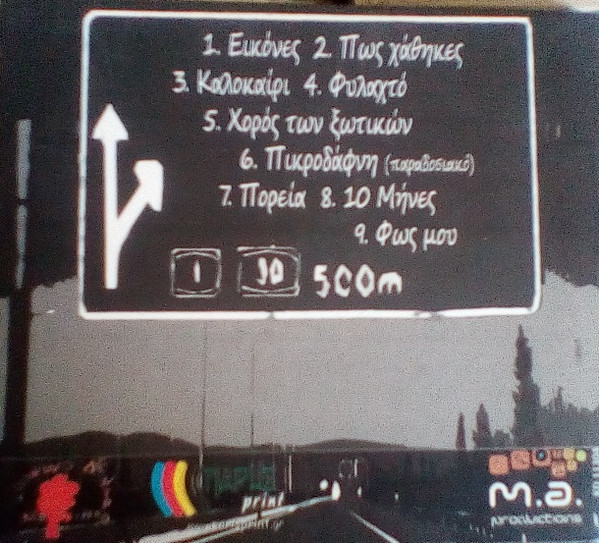 1. Εικόνες 2. Πως χάθηκες
3. Καλοκαίρι 4. Φυλαχτό
5. Χορός των ξωτικών
6. Πικροδάφνη (παραδοσιακό)
7. Πορεία 8. 10 Μήνες
9. Φως μου
1 10 500m
print
m.a.
productions